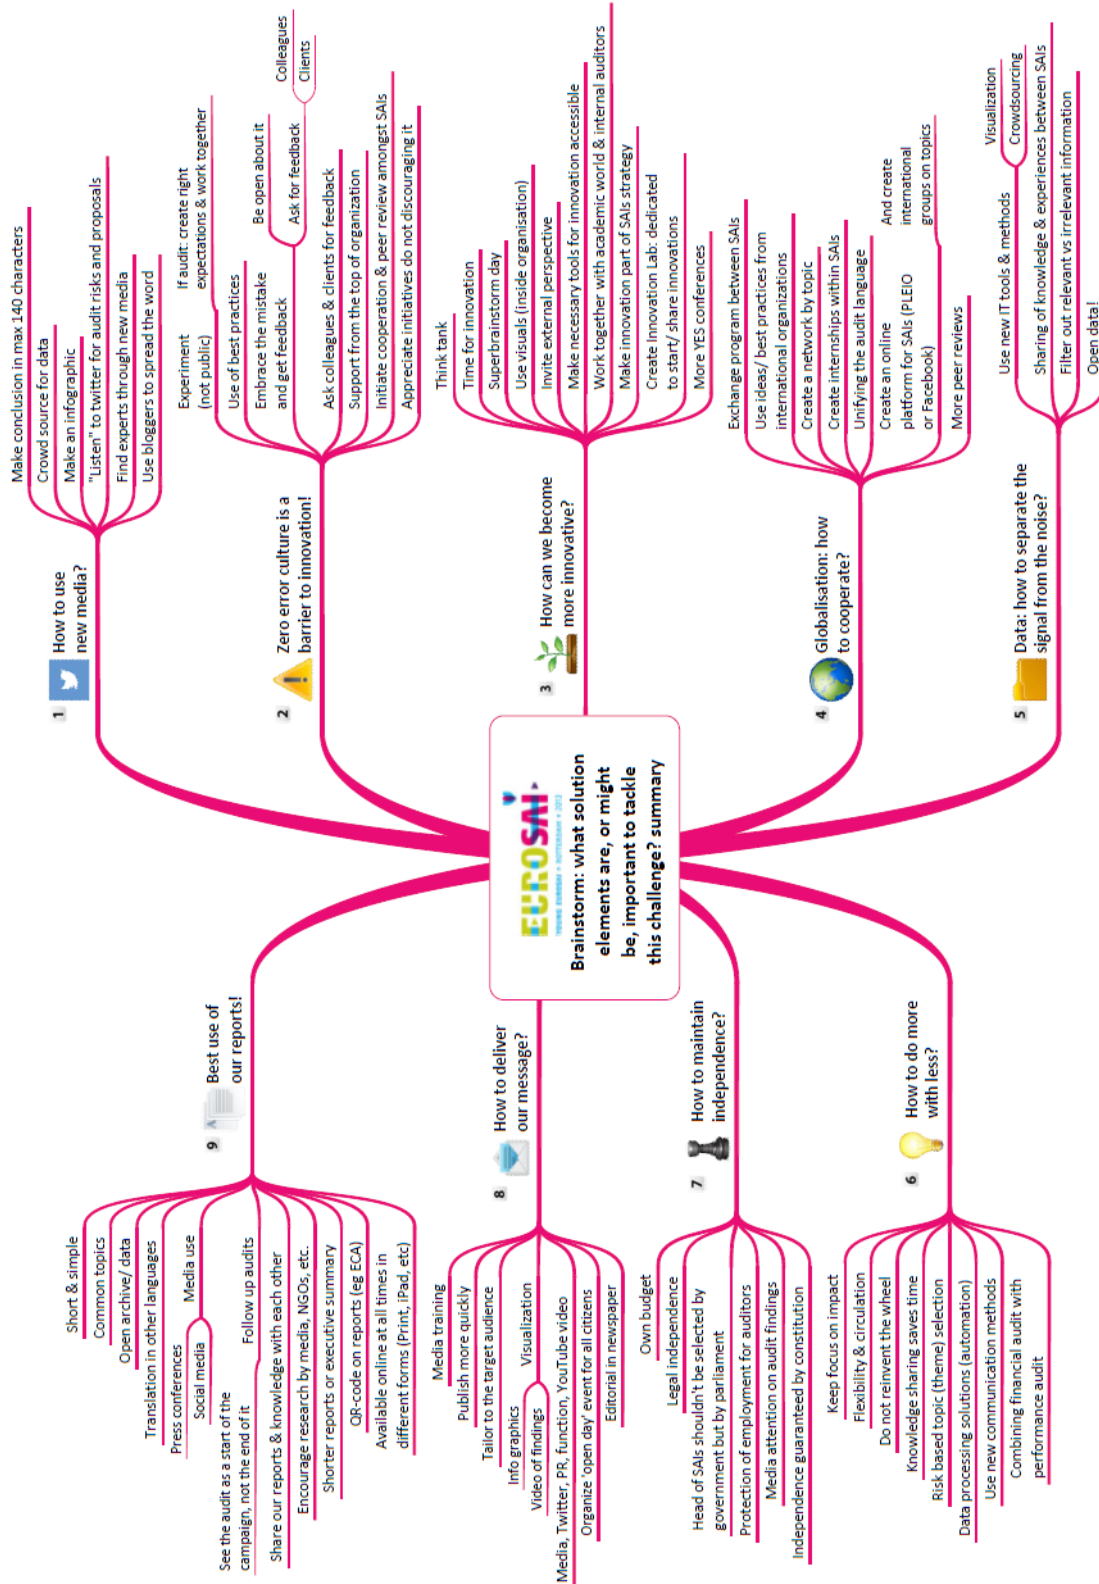 EUROSAI
YOUNG EUROSAI • ROTTERDAM • 2013
Brainstorm: what solution
elements are, or might
be, important to tackle
this challenge? summary
1
How to use
new media?
Make conclusion in max 140 characters
Crowd source for data
Make an infographic
"Listen" to twitter for audit risks and proposals
Find experts through new media
Use bloggers to spread the word
2
Zero error culture is a
barrier to innovation!
Experiment
(not public)
If audit: create right
expectations & work together
Use of best practices
Embrace the mistake
and get feedback
Be open about it
Ask for feedback
Colleagues
Clients
Ask colleagues & clients for feedback
Support from the top of organization
Initiate cooperation & peer review amongst SAIs
Appreciate initiatives do not discouraging it
3
How can we become
more innovative?
Think tank
Time for innovation
Superbrainstorm day
Use visuals (inside organisation)
Invite external perspective
Make necessary tools for innovation accessible
Work together with academic world & internal auditors
Make innovation part of SAIs strategy
Create Innovation Lab: dedicated
to start/ share innovations
More YES conferences
4
Globalisation: how
to cooperate?
Exchange program between SAIs
Use ideas/ best practices from
international organizations
Create a network by topic
Create internships within SAIs
Unifying the audit language
Create an online
platform for SAIs (PLEIO
or Facebook)
And create
international
groups on topics
More peer reviews
5
Data: how to separate the
signal from the noise?
Use new IT tools & methods
Visualization
Crowdsourcing
Sharing of knowledge & experiences between SAIs
Filter out relevant vs irrelevant information
Open data!
9
Best use of
our reports!
Short & simple
Common topics
Open archive/ data
Translation in other languages
Media use
Press conferences
Social media
Follow up audits
See the audit as a start of the
campaign, not the end of it
Share our reports & knowledge with each other
Encourage research by media, NGOs, etc.
Shorter reports or executive summary
QR-code on reports (eg ECA)
Available online at all times in
different forms (Print, iPad, etc)
8
How to deliver
our message?
Media training
Publish more quickly
Tailor to the target audience
Visualization
Info graphics
Video of findings
Media, Twitter, PR, function, YouTube video
Organize 'open day' event for all citizens
Editorial in newspaper
7
How to maintain
independence?
Own budget
Legal independence
Head of SAIs shouldn't be selected by
government but by parliament
Protection of employment for auditors
Media attention on audit findings
Independence guaranteed by constitution
6
How to do more
with less?
Keep focus on impact
Flexibility & circulation
Do not reinvent the wheel
Knowledge sharing saves time
Risk based topic (theme) selection
Data processing solutions (automation)
Use new communication methods
Combining financial audit with
performance audit